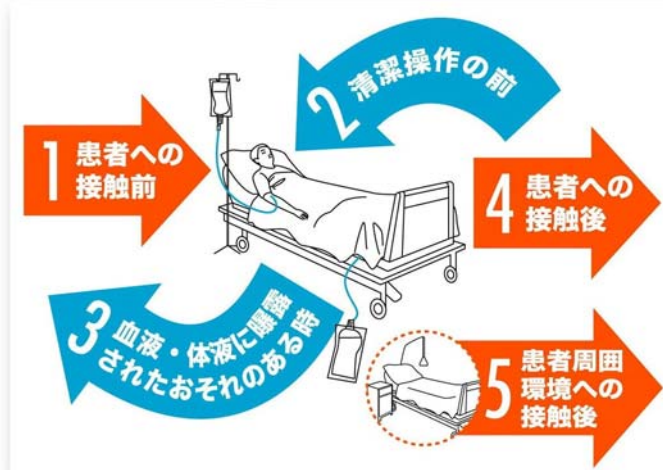 1 患者への
接触前
2 清潔操作の前
3 血液・体液に曝露
されたおそれのある時
4 患者への
接触後
5 患者周囲
環境への
接触後